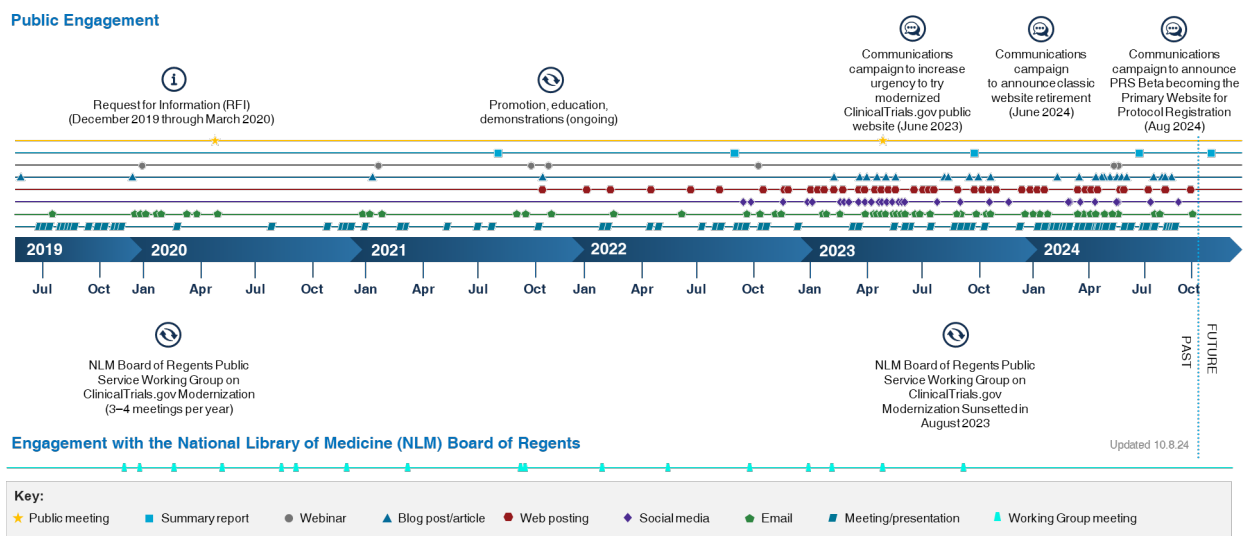 Public Engagement
Request for Information (RFI)
(December 2019 through March 2020)
Promotion, education,
demonstrations (ongoing)
Communications
campaign to increase
urgency to try
modernized
ClinicalTrials.gov public
website (June 2023)
Communications
campaign
to announce classic
website retirement
(June 2024)
Communications
campaign to announce
PRS Beta becoming the
Primary Website for
Protocol Registration
(Aug 2024)
2019 2020 2021 2022 2023 2024
Jul Oct Jan Apr Jul Oct Jan Apr Jul Oct Jan Apr Jul Oct Jan Apr Jul Oct Jan Apr Jul Oct
PAST
FUTURE
NLM Board of Regents Public
Service Working Group on
ClinicalTrials.gov Modernization
(3–4 meetings per year)
NLM Board of Regents Public
Service Working Group on
ClinicalTrials.gov
Modernization Sunsetted in
August 2023
Engagement with the National Library of Medicine (NLM) Board of Regents
Updated 10.8.24
Key:
Public meeting Summary report Webinar Blog post/article Web posting Social media Email Meeting/presentation Working Group meeting